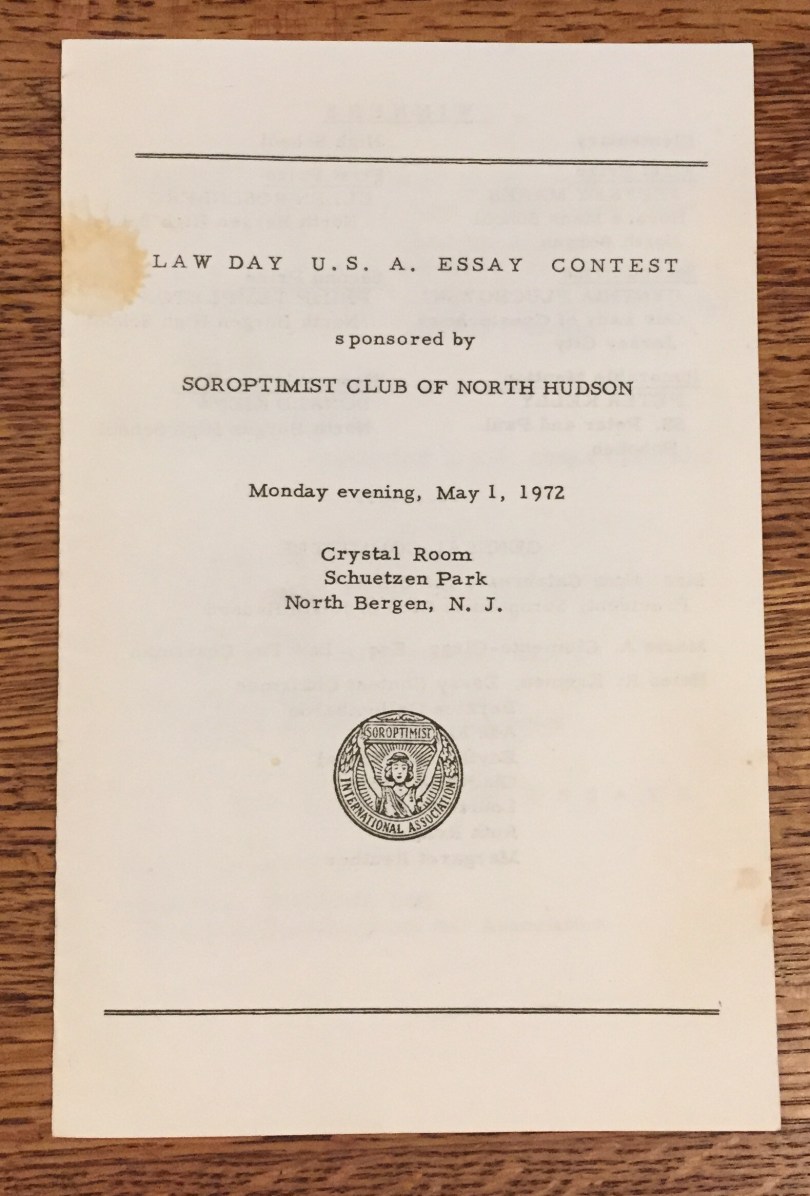 LAW DAY U.S. A. ESSAY CONTEST
sponsored by
SOROPTIMIST CLUB OF NORTH HUDSON
Monday evening, May 1, 1972
Crystal Room
Schuetzen Park
North Bergen, N. J.
SOROPTIMIST
INTERNATIONAL ASSOCIATION